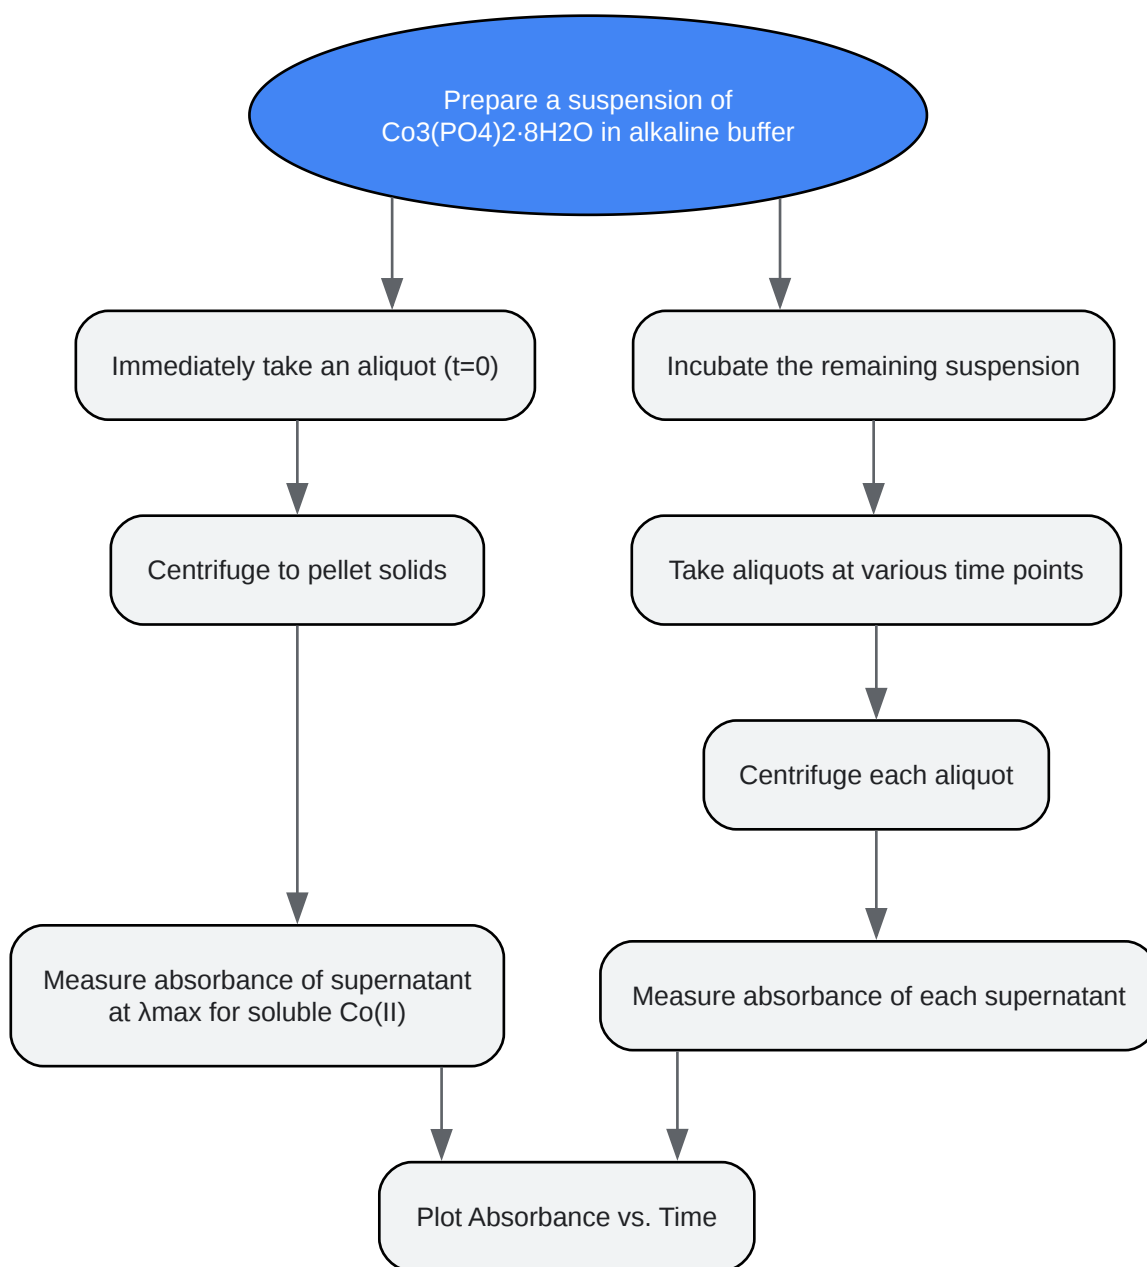 Prepare a suspension of
Co3(PO4)2·8H2O in alkaline buffer
Immediately take an aliquot (t=0)
Incubate the remaining suspension
Centrifuge to pellet solids
Take aliquots at various time points
Centrifuge each aliquot
Measure absorbance of supernatant
at λmax for soluble Co(II)
Measure absorbance of each supernatant
Plot Absorbance vs. Time